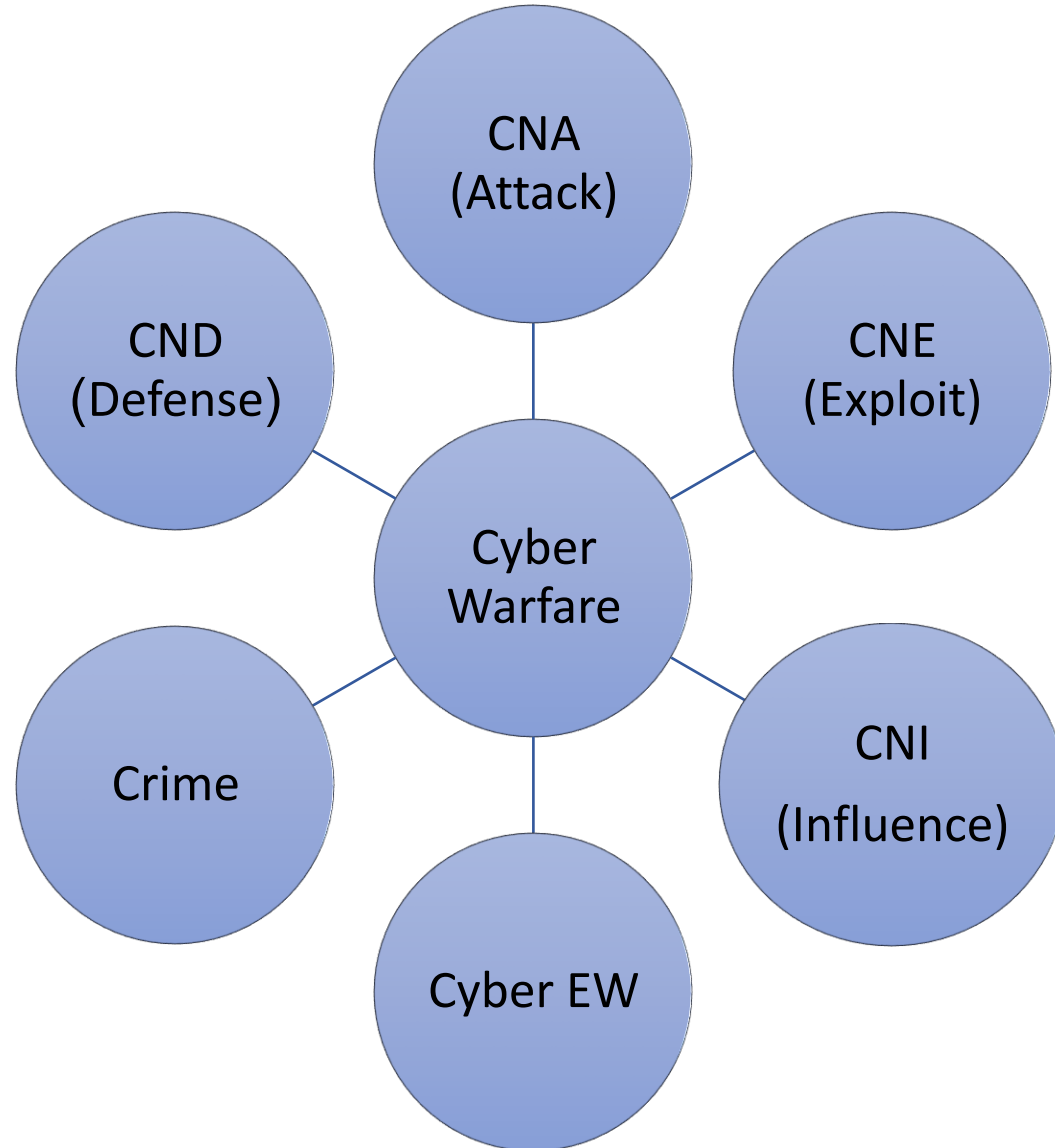 CNA
(Attack)
CND
(Defense)
CNE
(Exploit)
Cyber
Warfare
Crime
CNI
(Influence)
Cyber EW